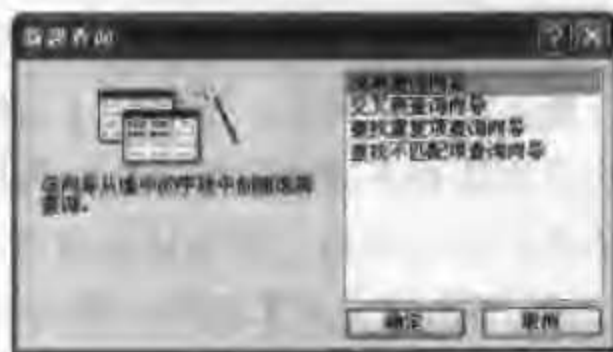 新建查询
该向导从选中的字段中创建选择
查询。
简单查询向导
交叉表查询向导
查找重复项查询向导
查找不匹配项查询向导
确定
取消